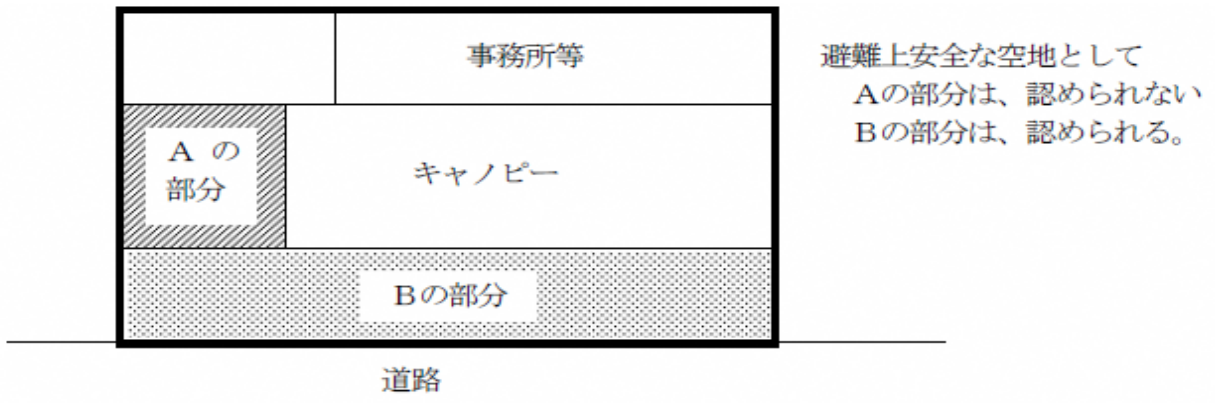 事務所等
避難上安全な空地として
Aの部分は、認められない
Bの部分は、認められる。
A の
部分
キャノピー
Bの部分
道路